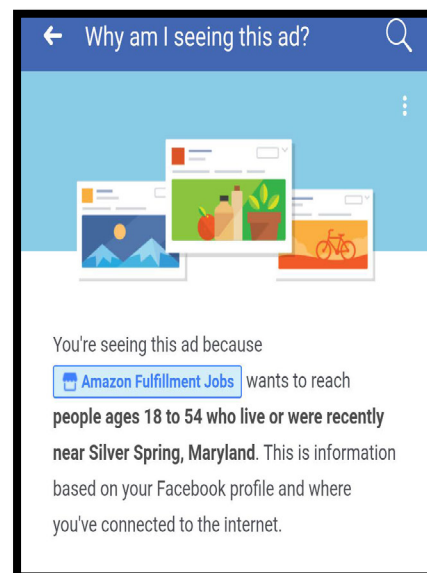 Why am I seeing this ad?
You're seeing this ad because
Amazon Fulfillment Jobs wants to reach
people ages 18 to 54 who live or were recently
near Silver Spring, Maryland. This is information
based on your Facebook profile and where
you've connected to the internet.